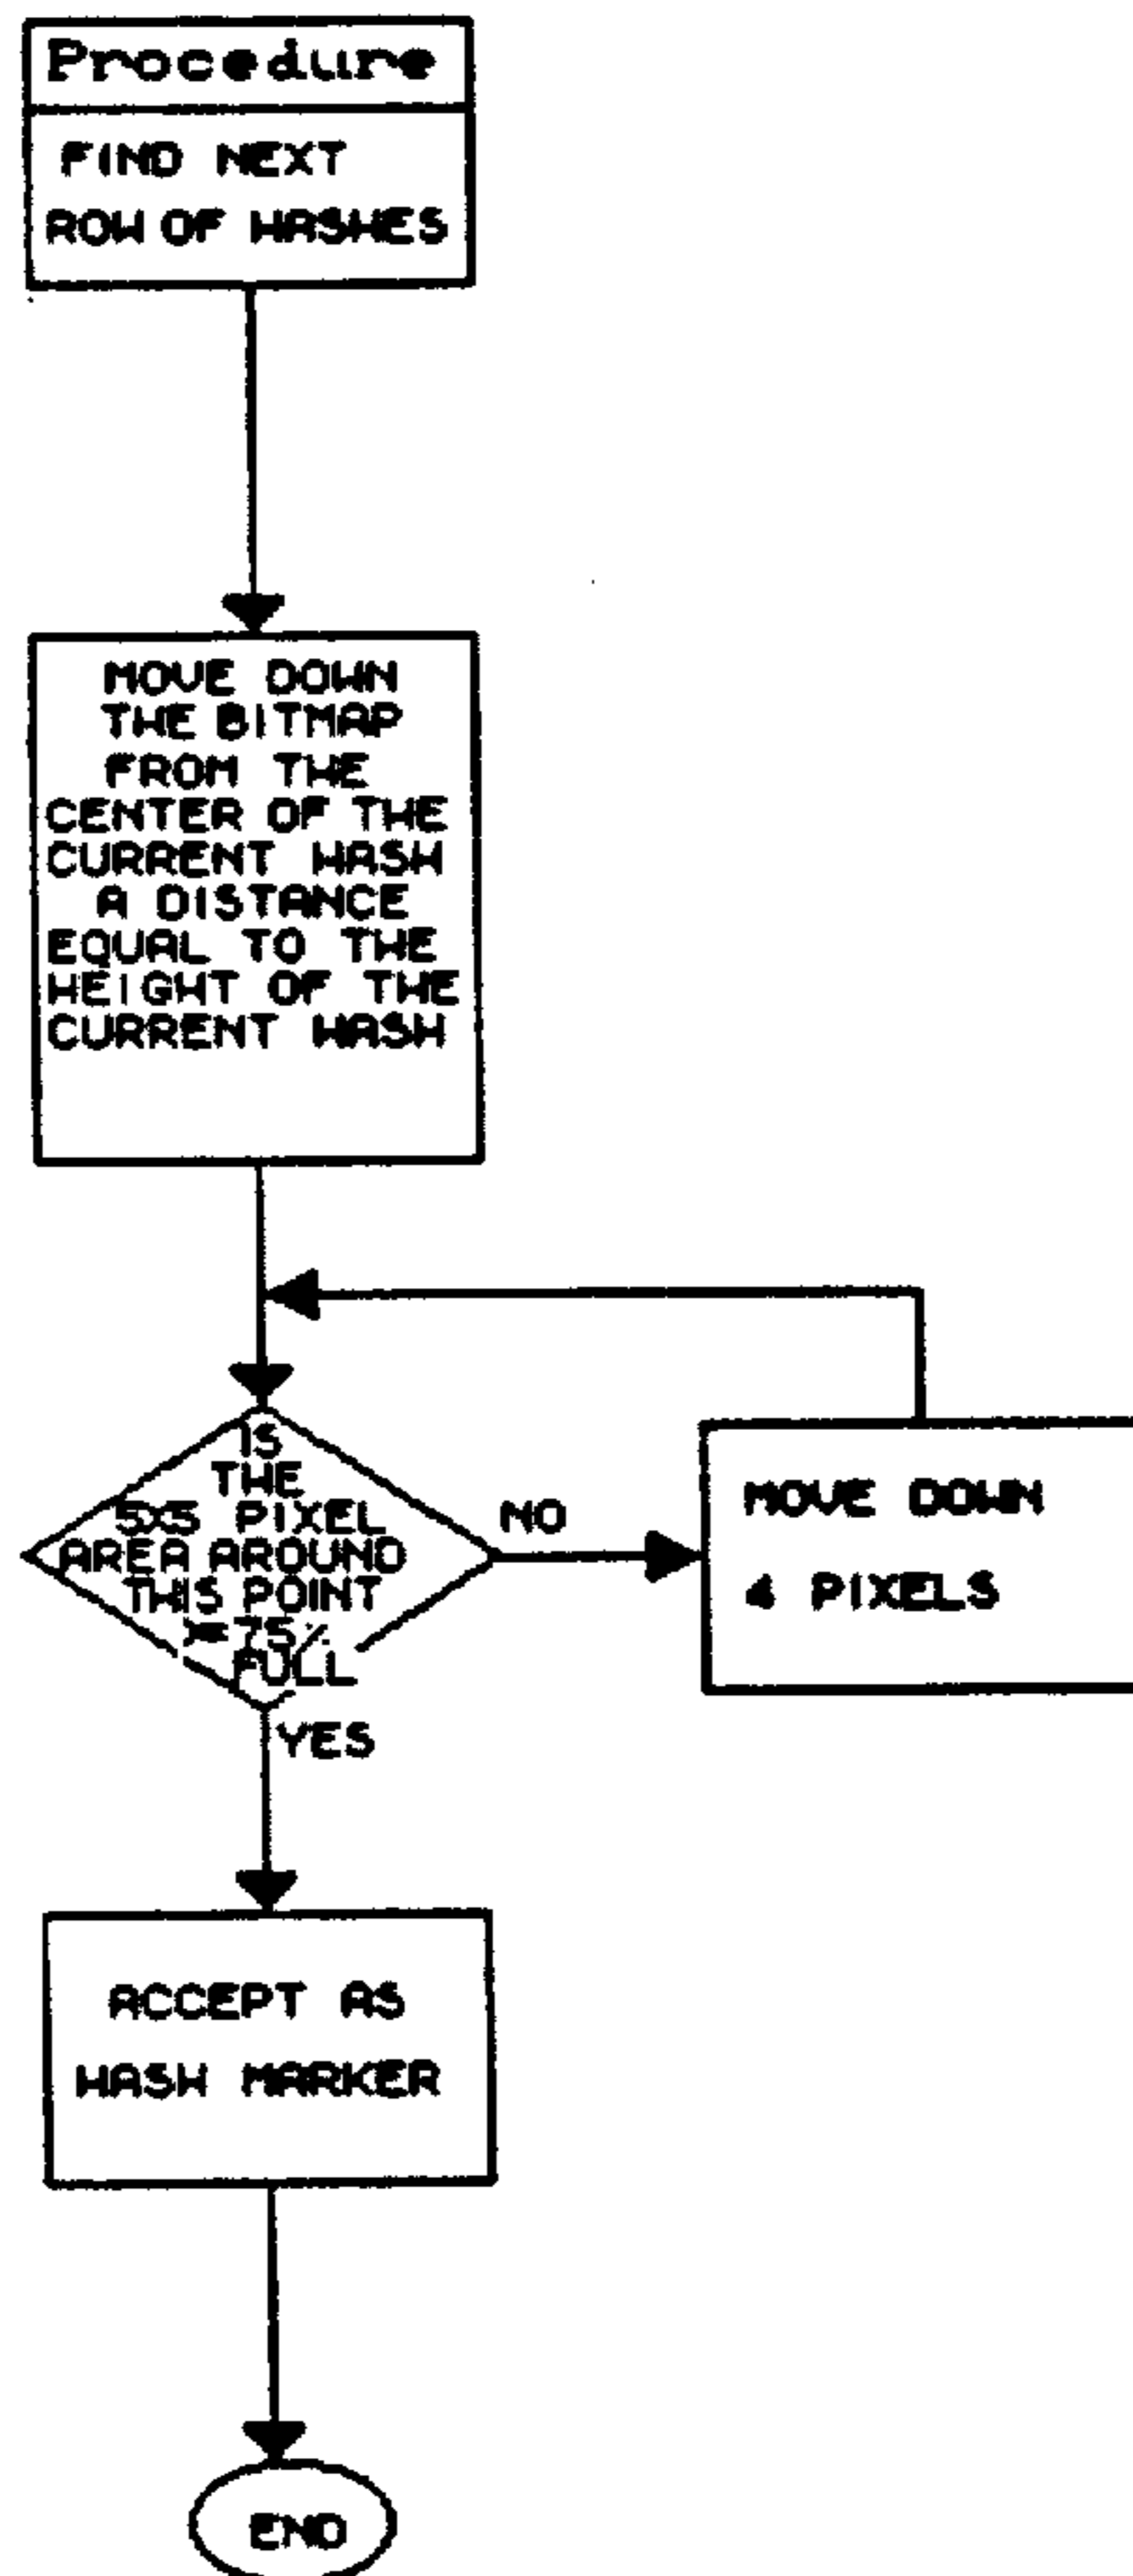 Procedure
FIND NEXT
ROW OF HASHES
MOVE DOWN
THE BITMAP
FROM THE
CENTER OF THE
CURRENT HASH
A DISTANCE
EQUAL TO THE
HEIGHT OF THE
CURRENT HASH
IS
THE
5X5 PIXEL
AREA AROUND
THIS POINT
>=75%
FULL
NO
MOVE DOWN
4 PIXELS
YES
ACCEPT AS
HASH MARKER
END